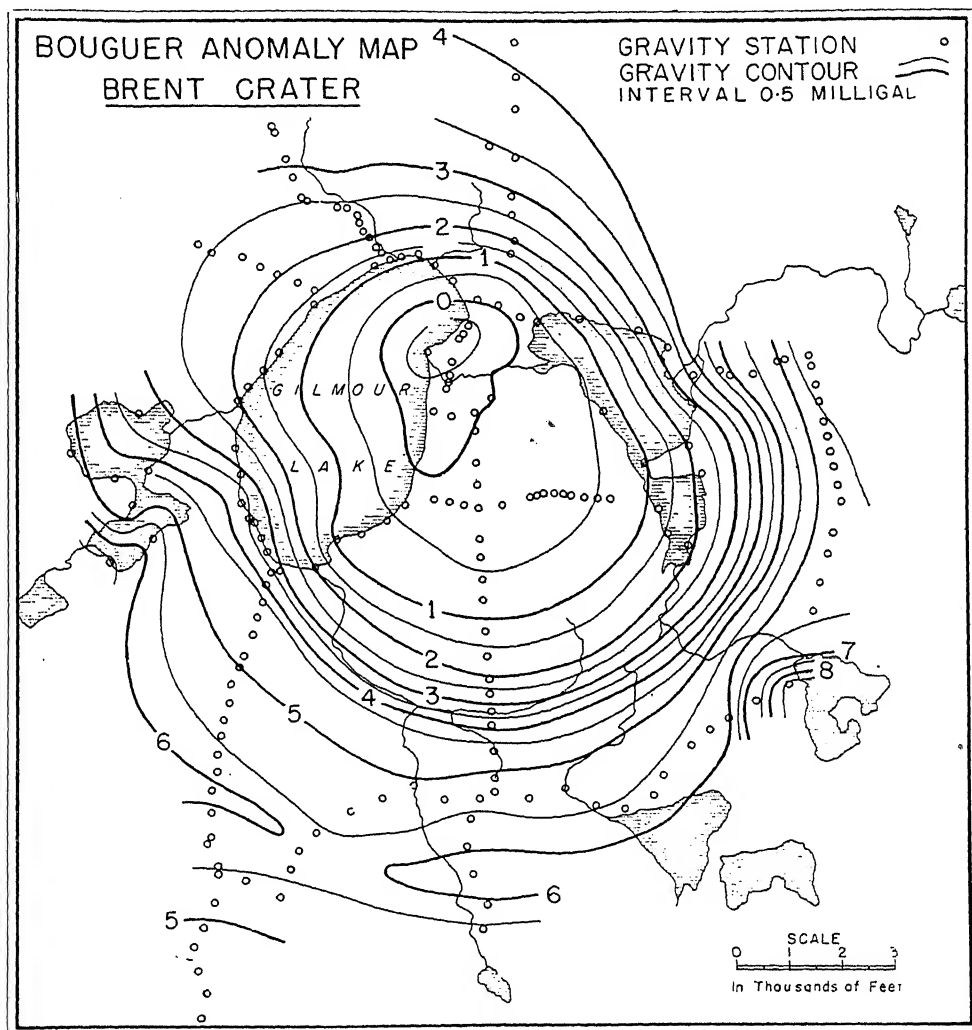 BOUGUER ANOMALY MAP
BRENT CRATER
GRAVITY STATION
GRAVITY CONTOUR
INTERVAL 0·5 MILLIGAL
4
3
2
1
0
GILMOUR
LAKE
1
2
3
4
5
6
7
8
6
5
SCALE
0 1 2 3
In Thousands of Feet